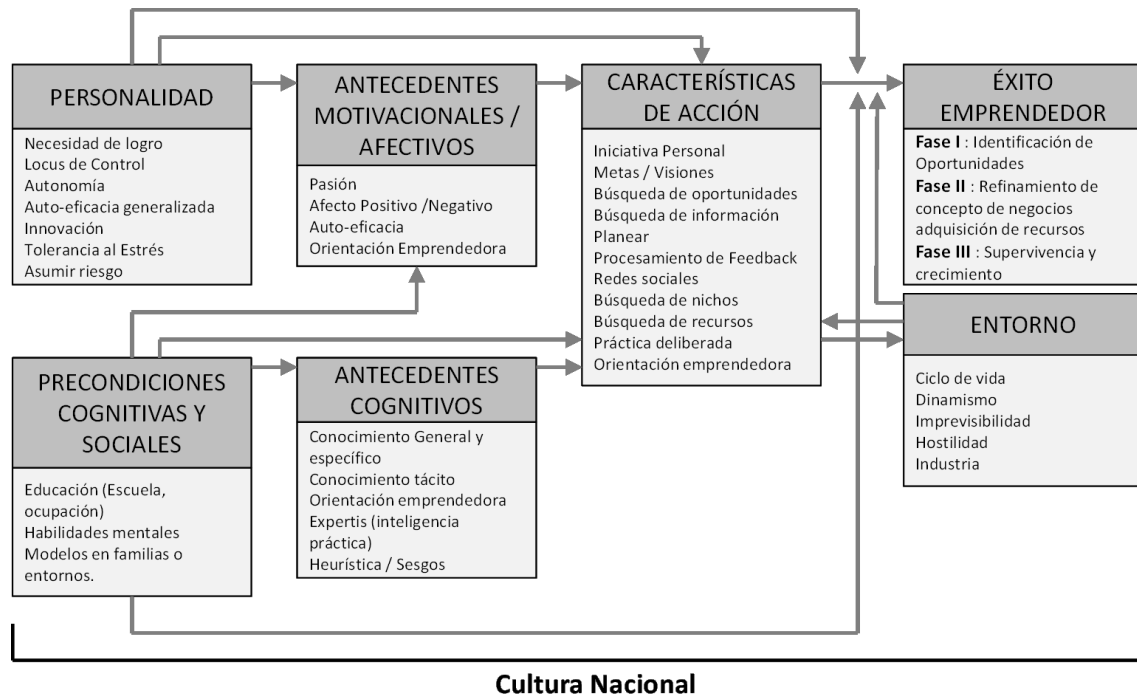 PERSONALIDAD
Necesidad de logro
Locus de Control
Autonomía
Auto-eficacia generalizada
Innovación
Tolerancia al Estrés
Asumir riesgo
ANTECEDENTES
MOTIVACIONALES /
AFECTIVOS
Pasión
Afecto Positivo /Negativo
Auto-eficacia
Orientación Emprendedora
CARACTERÍSTICAS
DE ACCIÓN
Iniciativa Personal
Metas / Visiones
Búsqueda de oportunidades
Búsqueda de información
Planear
Procesamiento de Feedback
Redes sociales
Búsqueda de nichos
Búsqueda de recursos
Práctica deliberada
Orientación emprendedora
ÉXITO
EMPRENDEDOR
Fase I : Identificación de
Oportunidades
Fase II : Refinamiento de
concepto de negocios
adquisición de recursos
Fase III : Supervivencia y
crecimiento
PRECONDICIONES
COGNITIVAS Y
SOCIALES
Educación (Escuela,
ocupación)
Habilidades mentales
Modelos en familias o
entornos.
ANTECEDENTES
COGNITIVOS
Conocimiento General y
específico
Conocimiento tácito
Orientación emprendedora
Expertis (inteligencia
práctica)
Heurística / Sesgos
ENTORNO
Ciclo de vida
Dinamismo
Imprevisibilidad
Hostilidad
Industria
Cultura Nacional